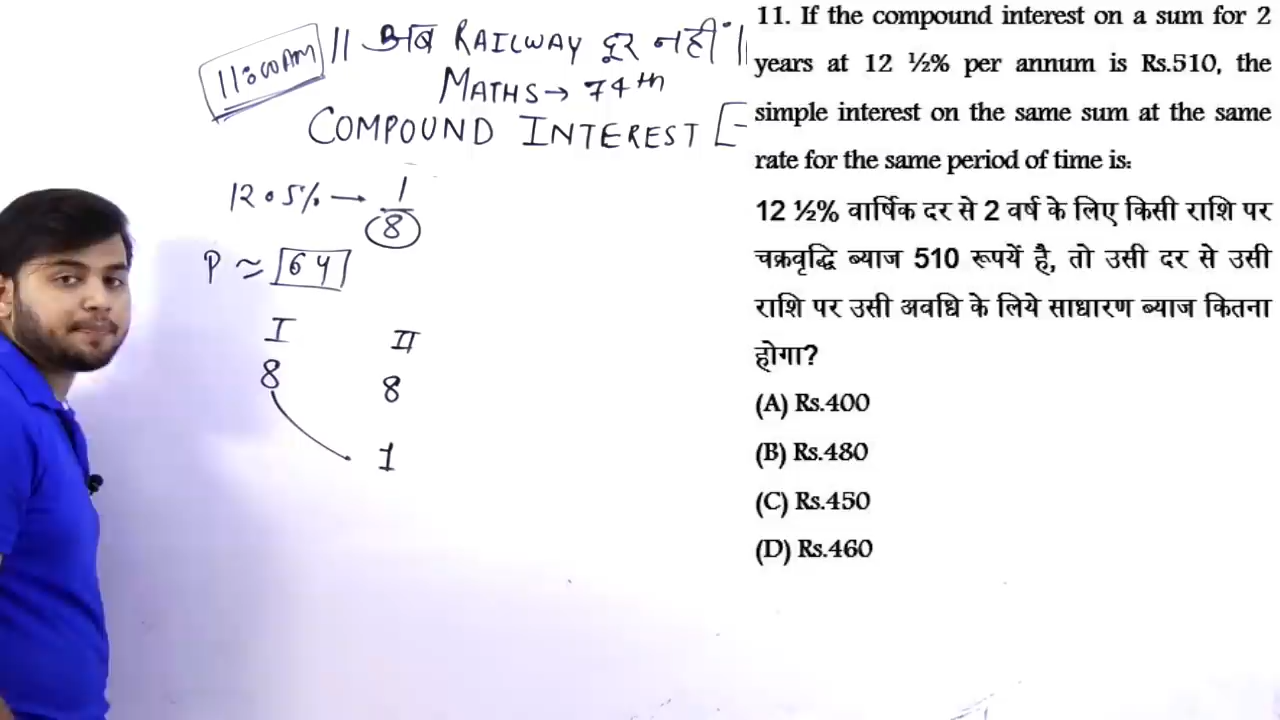 11:00AM
|| अब RAILWAY दूर नहीं ||
MATHS → 74th
COMPOUND INTEREST [-
12.5% → 1/8
P ≈ 64
I II
8 8
1
11. If the compound interest on a sum for 2
years at 12 ½% per annum is Rs.510, the
simple interest on the same sum at the same
rate for the same period of time is:
12 ½% वार्षिक दर से 2 वर्ष के लिए किसी राशि पर
चक्रवृद्धि ब्याज 510 रूपयें है, तो उसी दर से उसी
राशि पर उसी अवधि के लिये साधारण ब्याज कितना
होगा?
(A) Rs.400
(B) Rs.480
(C) Rs.450
(D) Rs.460